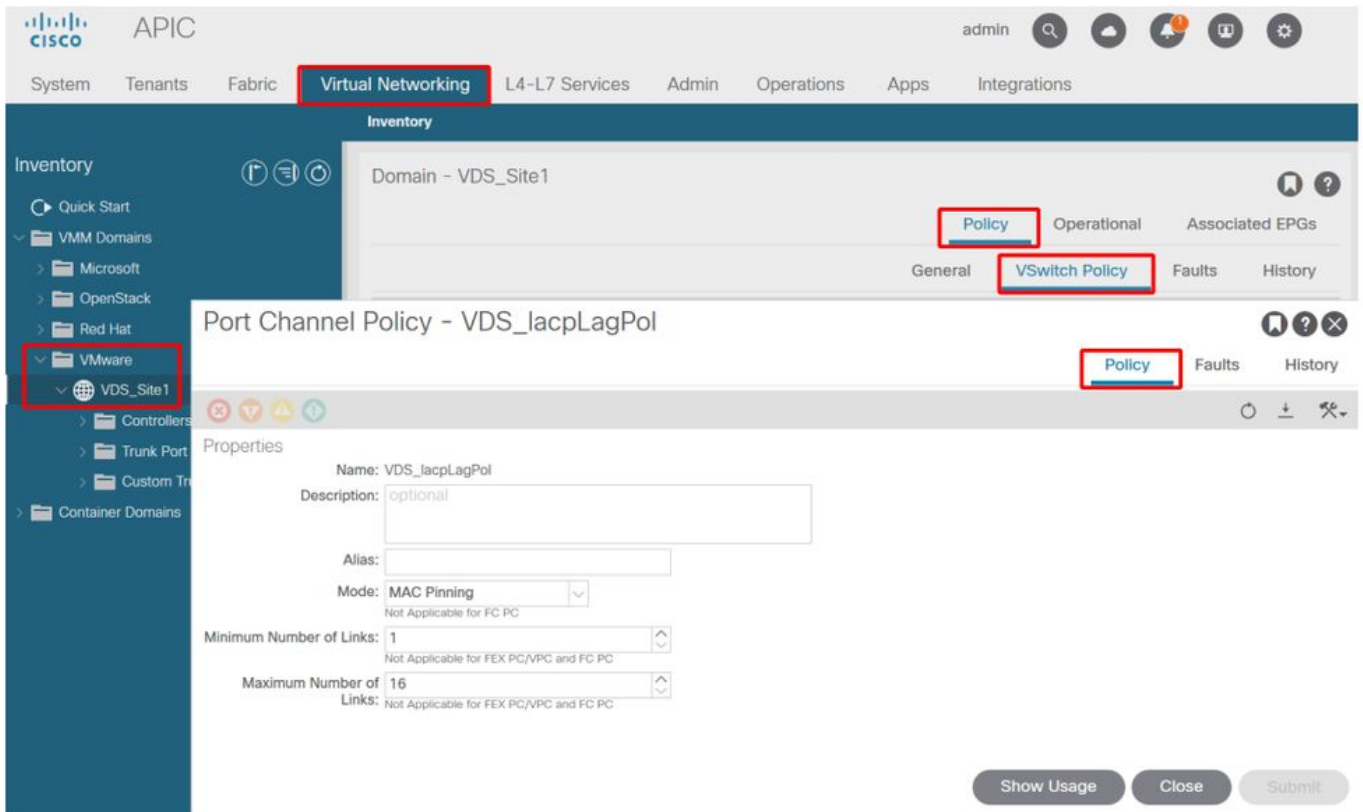 CISCO
APIC
admin
1
System Tenants Fabric Virtual Networking L4-L7 Services Admin Operations Apps Integrations
Inventory
Inventory
Quick Start
VMM Domains
Microsoft
OpenStack
Red Hat
VMware
VDS_Site1
Controllers
Trunk Port
Custom Tr
Container Domains
Domain - VDS_Site1
Policy Operational Associated EPGs
General VSwitch Policy Faults History
Port Channel Policy - VDS_lacpLagPol
Policy Faults History
Properties
Name: VDS_lacpLagPol
Description: optional
Alias:
Mode: MAC Pinning
Not Applicable for FC PC
Minimum Number of Links: 1
Not Applicable for FEX PC/VPC and FC PC
Maximum Number of Links: 16
Not Applicable for FEX PC/VPC and FC PC
Show Usage Close Submit